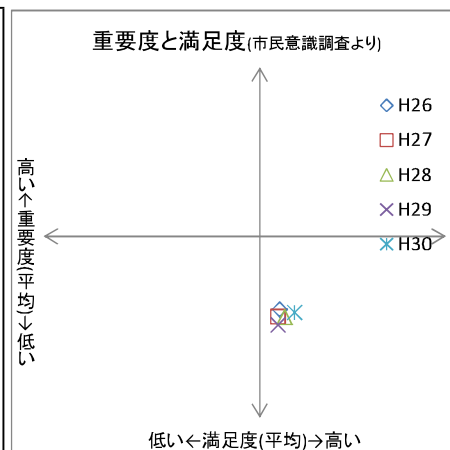 重要度と満足度(市民意識調査より)
H26
H27
H28
H29
H30
高い↑重要度(平均)↓低い
低い←満足度(平均)→高い